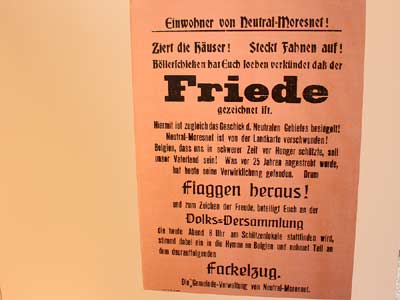 Einwohner von Neutral-Moresnet!
Ziert die Häuser! Steckt Fahnen auf!
Böllerschießen hat Euch soeben verkündet daß der
Friede
gezeichnet ist.
Hiermit ist zugleich das Geschick d. Neutralen Gebietes besiegelt!
Neutral-Moresnet ist von der Landkarte verschwunden!
Belgien, dass uns in schwerer Zeit vor Hunger schützte, soll
unser Vaterland sein! Was vor 25 Jahren angestrebt wurde,
hat heute seine Verwirklichung gefunden. Drum
Flaggen heraus!
und zum Zeichen der Freude, beteiligt Euch an der
Volks=Versammlung
die heute Abend 8 Uhr am Schützenlokale stattfinden wird,
stimmt dabei ein in die Hymne an Belgien und nehmet Teil an
dem darauffolgenden
Fackelzug.
Die Gemeinde-Verwaltung von Neutral-Moresnet.